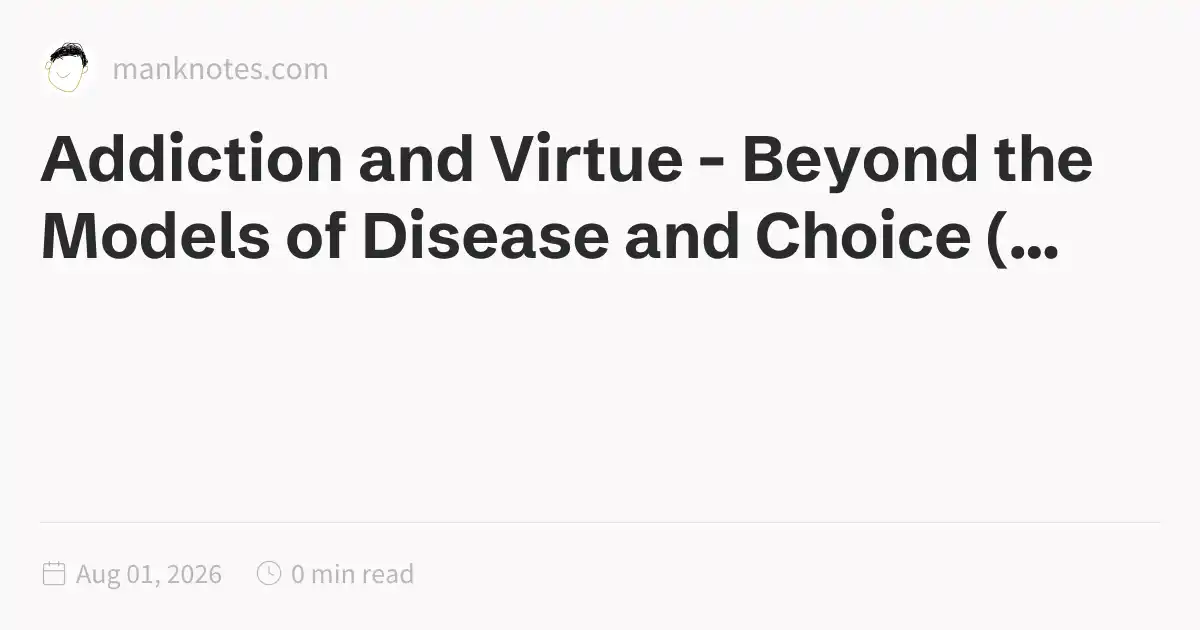 manknotes.com
Addiction and Virtue - Beyond the
Models of Disease and Choice (...
Aug 01, 2026
0 min read